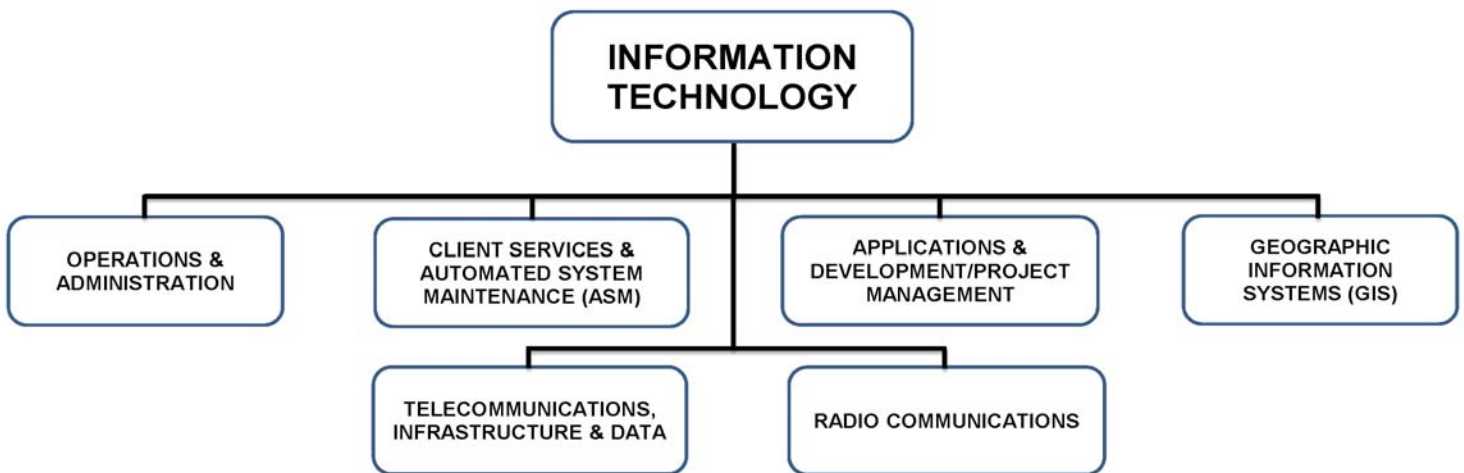 INFORMATION
TECHNOLOGY
OPERATIONS &
ADMINISTRATION
CLIENT SERVICES &
AUTOMATED SYSTEM
MAINTENANCE (ASM)
APPLICATIONS &
DEVELOPMENT/PROJECT
MANAGEMENT
GEOGRAPHIC
INFORMATION
SYSTEMS (GIS)
TELECOMMUNICATIONS,
INFRASTRUCTURE & DATA
RADIO COMMUNICATIONS